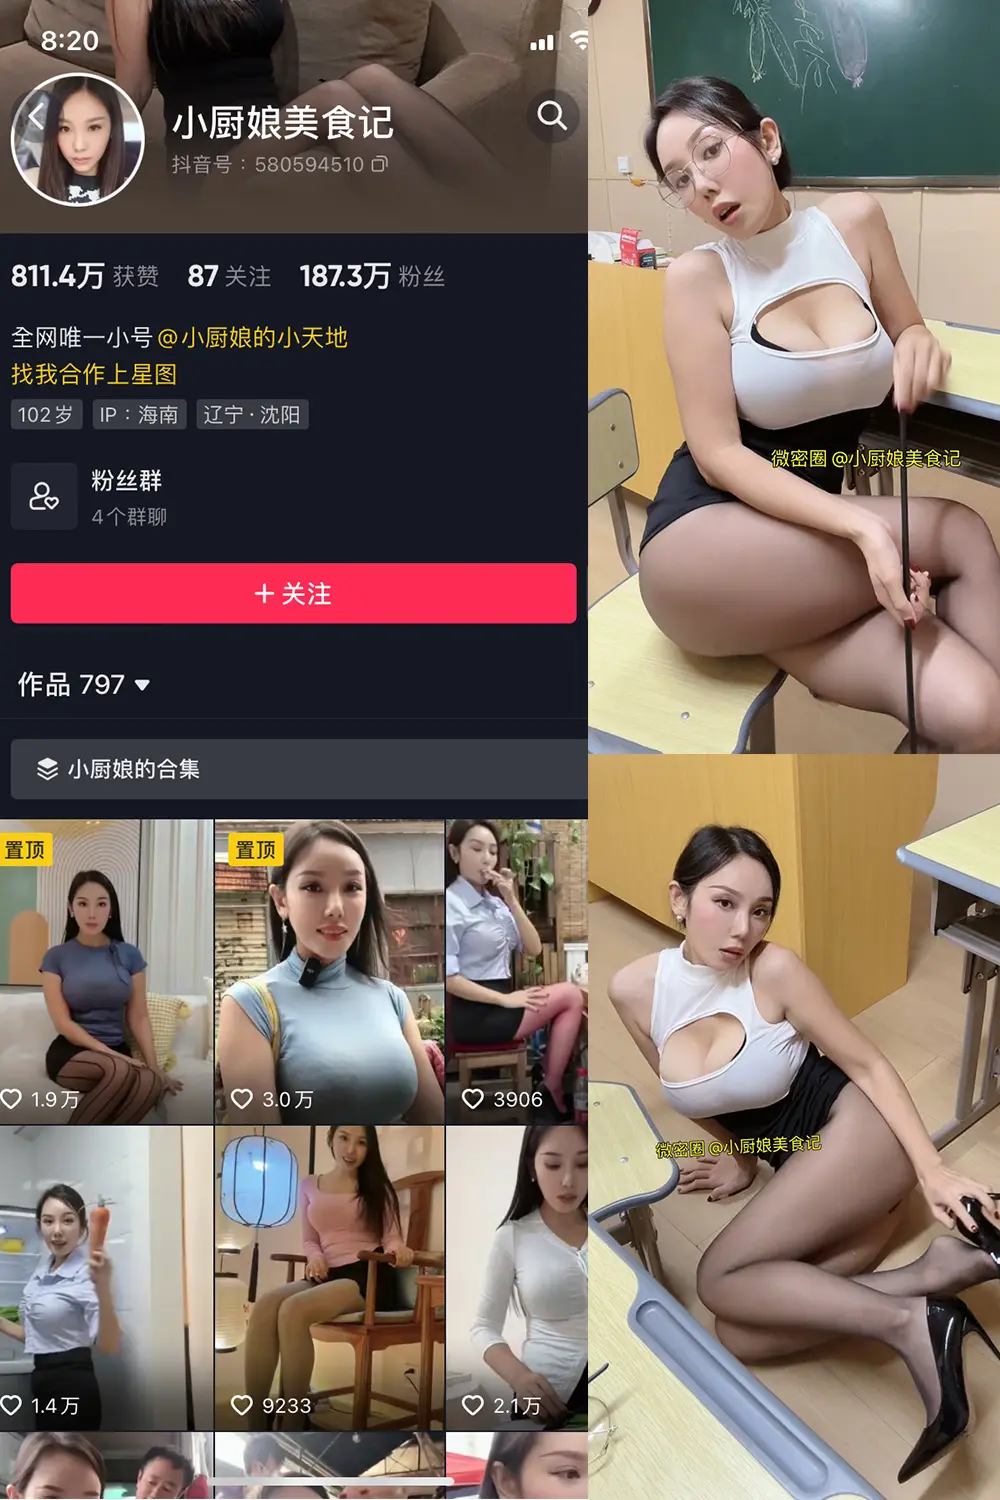 8:20
小厨娘美食记
抖音号：580594510
811.4万 获赞 87 关注 187.3万 粉丝
全网唯一小号@小厨娘的小天地
找我合作上星图
102岁 IP：海南 辽宁·沈阳
粉丝群
4个群聊
+ 关注
作品 797
小厨娘的合集
置顶
置顶
1.9万
3.0万
3906
1.4万
9233
2.1万
微密圈@小厨娘美食记
微密圈@小厨娘美食记